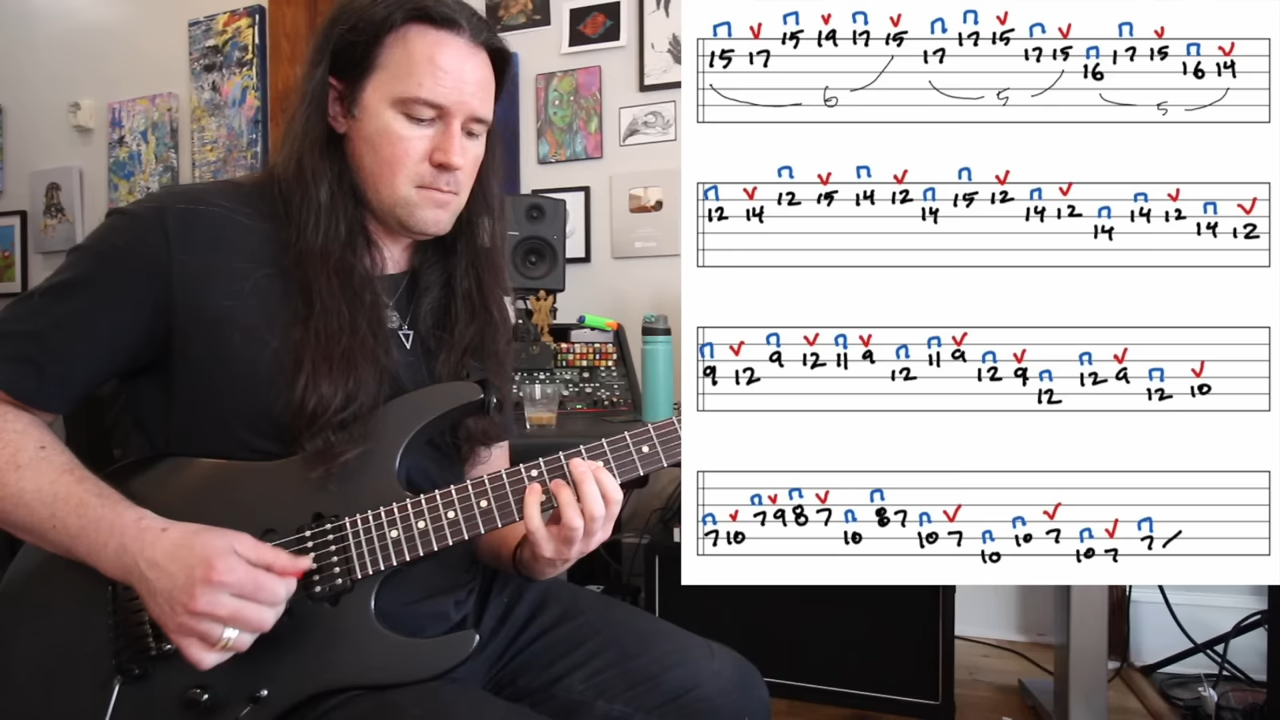 ⊓ V ⊓ V ⊓ V ⊓ ⊓ V ⊓ V ⊓ ⊓ V ⊓ V
15 17 15 19 17 15 17 17 15 17 15 16 17 15 16 14
6 5 5
⊓ V ⊓ V ⊓ V ⊓ ⊓ V ⊓ V ⊓ ⊓ V ⊓ V
12 14 12 15 14 12 14 15 12 14 12 14 14 12 14 12
⊓ V ⊓ V ⊓ V ⊓ ⊓ V ⊓ V ⊓ ⊓ V ⊓ V
9 12 9 12 11 9 12 11 9 12 9 12 12 9 12 10
⊓ V ⊓ V ⊓ V ⊓ ⊓ ⊓ V ⊓ ⊓ V ⊓ V ⊓
7 10 7 9 8 7 10 8 7 10 7 10 10 7 10 7 7 /